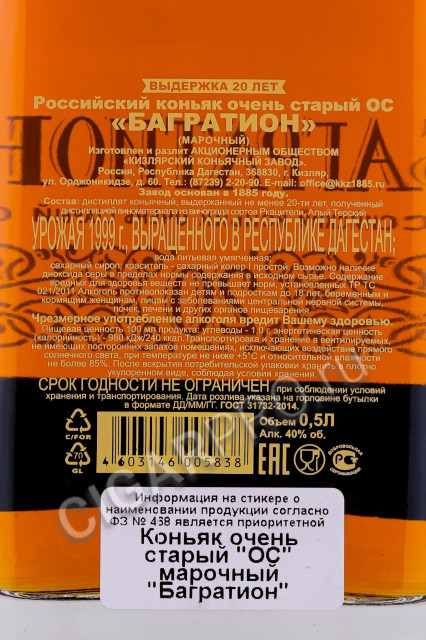 ВЫДЕРЖКА 20 ЛЕТ
Российский коньяк очень старый ОС
«БАГРАТИОН»
(МАРОЧНЫЙ)
Изготовлен и разлит АКЦИОНЕРНЫМ ОБЩЕСТВОМ
«КИЗЛЯРСКИЙ КОНЬЯЧНЫЙ ЗАВОД».
Россия, Республика Дагестан, 368830, г. Кизляр,
ул. Орджоникидзе, д. 60. Тел.: (87239) 2-20-90. E-mail: office@kkz1885.ru
Завод основан в 1885 году.
Состав: дистиллят коньячный, выдержанный не менее 20-ти лет, полученный
дистилляцией виноматериала из винограда сортов Ркацители, Алый Терский
УРОЖАЯ 1999 г., ВЫРАЩЕННОГО В РЕСПУБЛИКЕ ДАГЕСТАН;
вода питьевая умягченная;
сахарный сироп; краситель - сахарный колер I простой. Возможно наличие
диоксида серы в пределах нормы содержания в исходном сырье. Содержание
вредных для здоровья веществ не превышает норм, установленных ТР ТС
021/2011. Алкоголь противопоказан детям и подросткам до 18 лет, беременным и
кормящим женщинам, лицам с заболеваниями центральной нервной системы,
почек, печени и других органов пищеварения.
Чрезмерное употребление алкоголя вредит Вашему здоровью.
Пищевая ценность 100 мл продукта: углеводы - 1,0 г, энергетическая ценность
(калорийность) - 980 кДж/240 ккал. Транспортировка и хранение в вентилируемых,
не имеющих посторонних запахов помещениях, исключающих воздействие прямого
солнечного света, при температуре не ниже +5°С и относительной влажности
не более 85%. После вскрытия потребительской упаковки хранить в плотно
укупоренном виде, соблюдая условия хранения.
СРОК ГОДНОСТИ НЕ ОГРАНИЧЕН при соблюдении условий
хранения и транспортирования. Дата розлива указана на горловине бутылки
в формате ДД/ММ/ГГ. ГОСТ 31732-2014.
Объем 0,5Л
Алк. 40% об.
C/FOR
70
GL
4 603146 005838
EAC
ДОБРОВОЛЬНАЯ
СЕРТИФИКАЦИЯ
Информация на стикере о
наименовании продукции согласно
ФЗ № 468 является приоритетной
Коньяк очень
старый "ОС"
марочный
"Багратион"